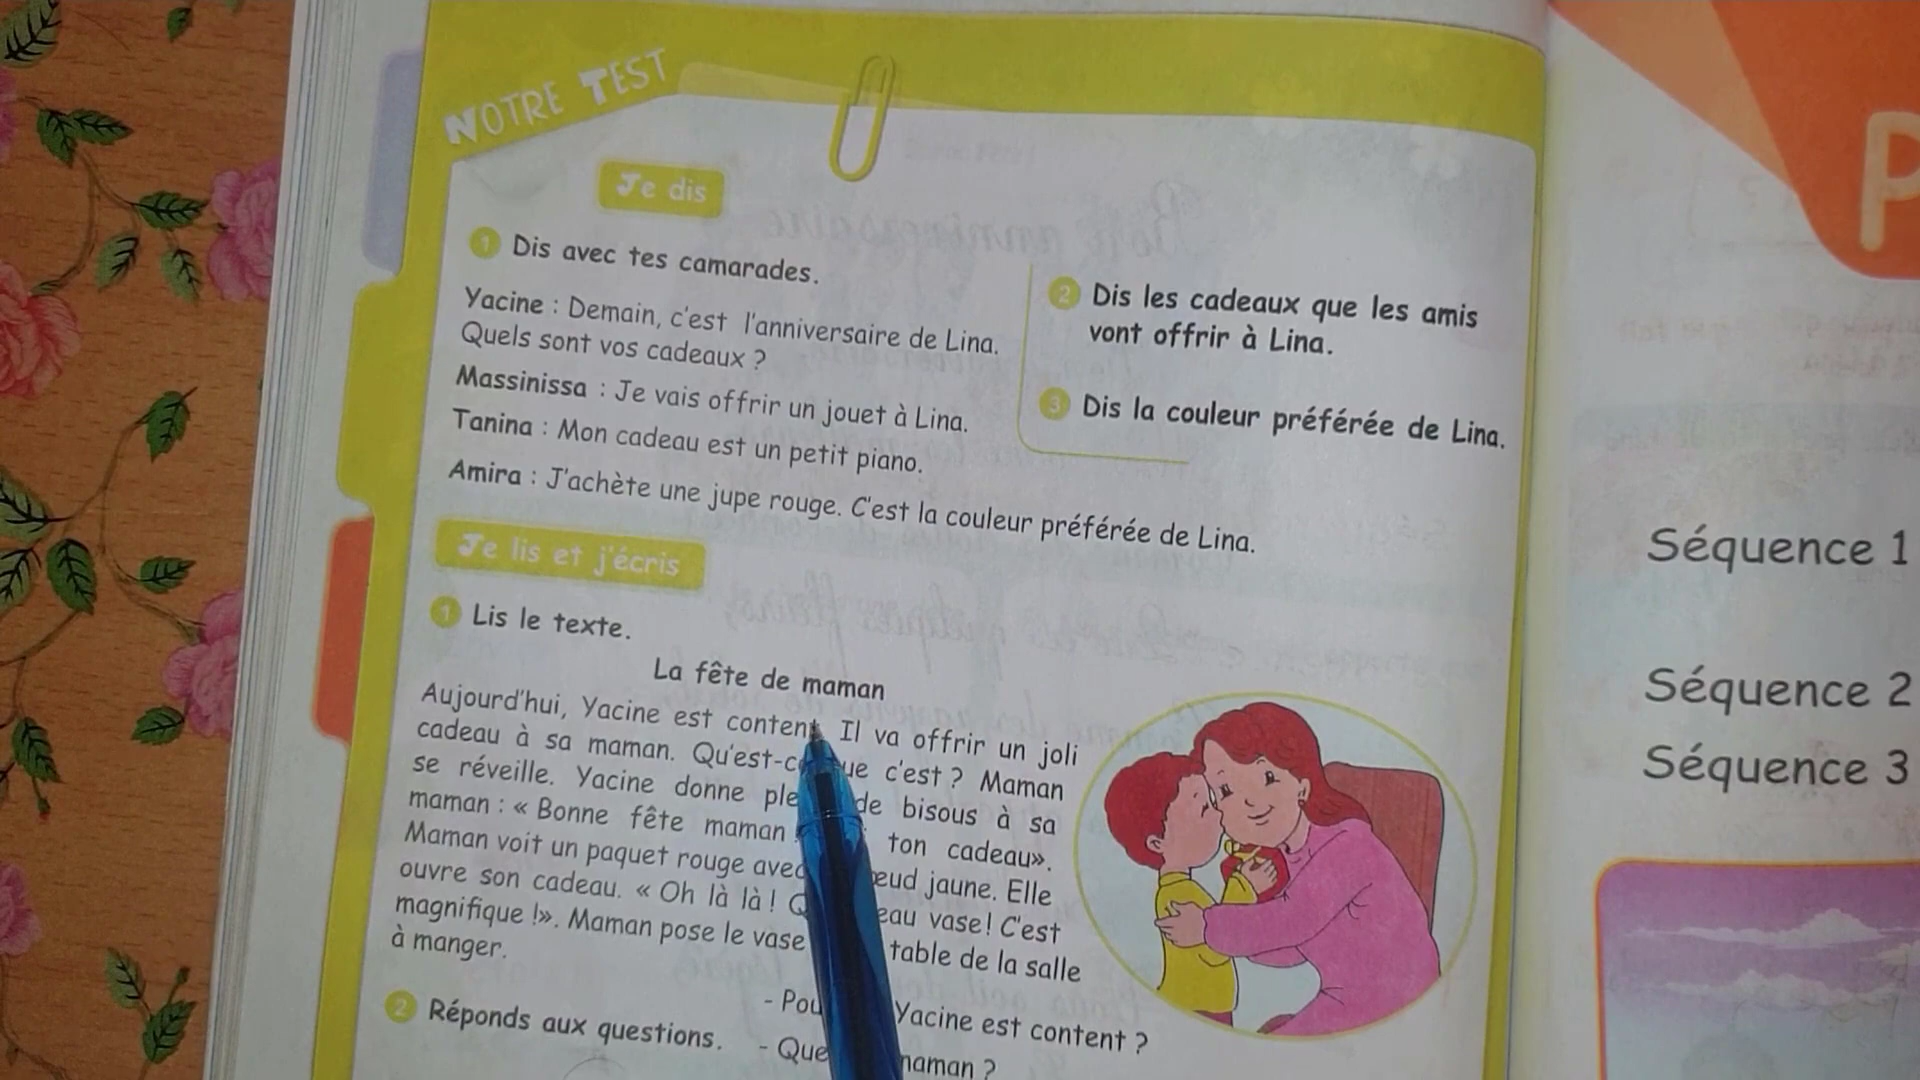 NOTRE TEST
Je dis
1 Dis avec tes camarades.
Yacine : Demain, c'est l'anniversaire de Lina.
Quels sont vos cadeaux ?
Massinissa : Je vais offrir un jouet à Lina.
Tanina : Mon cadeau est un petit piano.
Amira : J'achète une jupe rouge. C'est la couleur préférée de Lina.
2 Dis les cadeaux que les amis
vont offrir à Lina.
3 Dis la couleur préférée de Lina.
Je lis et j'écris
1 Lis le texte.
La fête de maman
Aujourd'hui, Yacine est content. Il va offrir un joli
cadeau à sa maman. Qu'est-ce que c'est ? Maman
se réveille. Yacine donne de bisous à sa
maman : « Bonne fête maman ton cadeau».
Maman voit un paquet rouge avec jaune. Elle
ouvre son cadeau. « Oh là là ! vase ! C'est
magnifique !». Maman pose le vase table de la salle
à manger.
2 Réponds aux questions.
- Yacine est content ?
- maman ?
P
Séquence 1
Séquence 2
Séquence 3